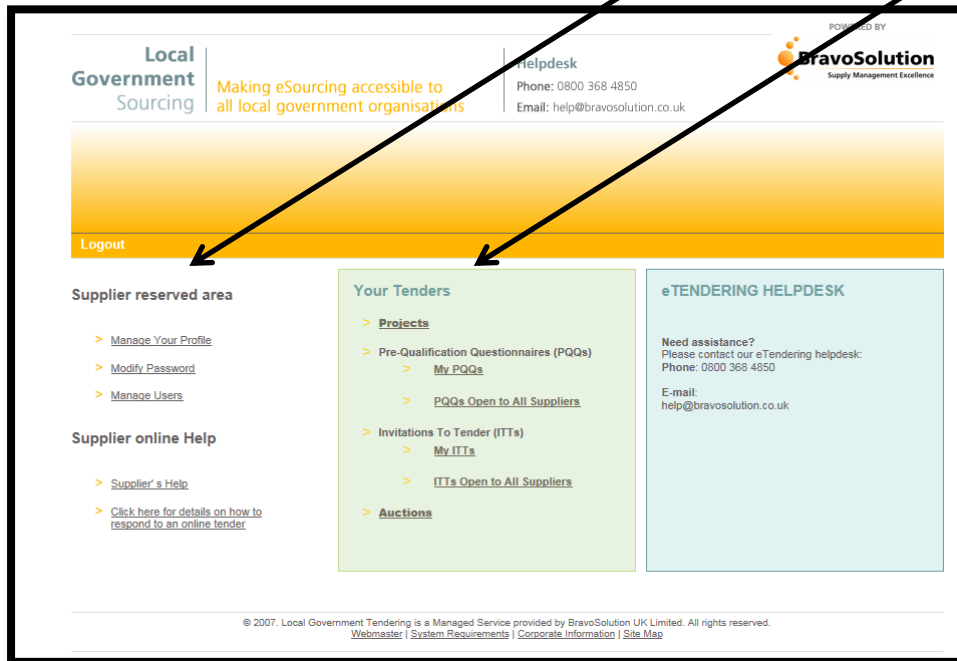 POWERED BY
BravoSolution
Supply Management Excellence
Local
Government
Sourcing
Making eSourcing accessible to
all local government organisations
Helpdesk
Phone: 0800 368 4850
Email: help@bravosolution.co.uk
Logout
Supplier reserved area
> Manage Your Profile
> Modify Password
> Manage Users
Supplier online Help
> Supplier' s Help
> Click here for details on how to
respond to an online tender
Your Tenders
> Projects
> Pre-Qualification Questionnaires (PQQs)
> My PQQs
> PQQs Open to All Suppliers
> Invitations To Tender (ITTs)
> My ITTs
> ITTs Open to All Suppliers
> Auctions
eTENDERING HELPDESK
Need assistance?
Please contact our eTendering helpdesk:
Phone: 0800 368 4850
E-mail:
help@bravosolution.co.uk
© 2007. Local Government Tendering is a Managed Service provided by BravoSolution UK Limited. All rights reserved.
Webmaster | System Requirements | Corporate Information | Site Map